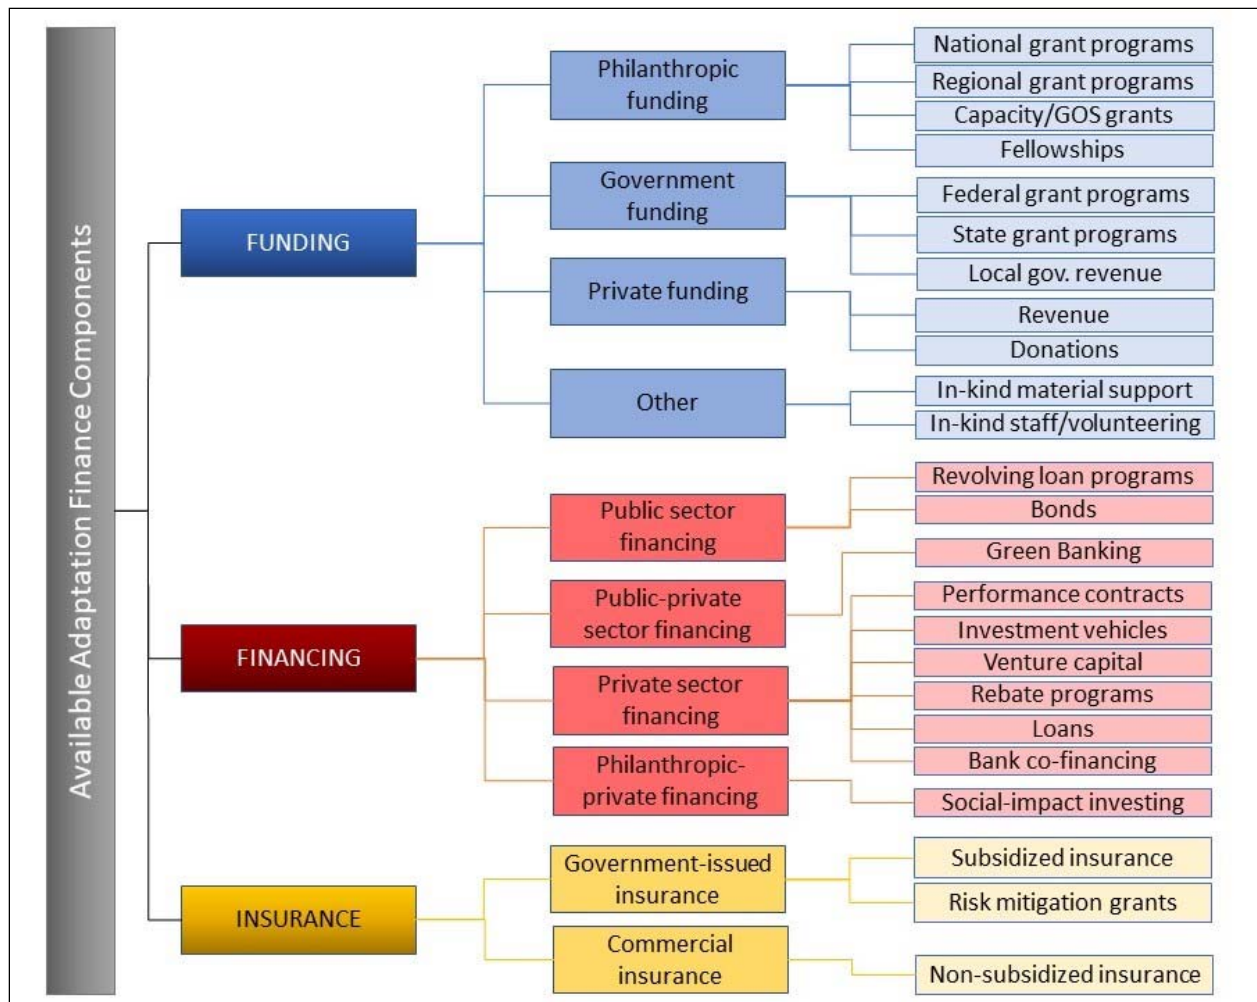 Available Adaptation Finance Components
FUNDING
Philanthropic
funding
National grant programs
Regional grant programs
Capacity/GOS grants
Fellowships
Government
funding
Federal grant programs
State grant programs
Local gov. revenue
Private funding
Revenue
Donations
Other
In-kind material support
In-kind staff/volunteering
FINANCING
Public sector
financing
Revolving loan programs
Bonds
Public-private
sector financing
Green Banking
Private sector
financing
Performance contracts
Investment vehicles
Venture capital
Rebate programs
Loans
Bank co-financing
Philanthropic-
private financing
Social-impact investing
INSURANCE
Government-issued
insurance
Subsidized insurance
Risk mitigation grants
Commercial
insurance
Non-subsidized insurance